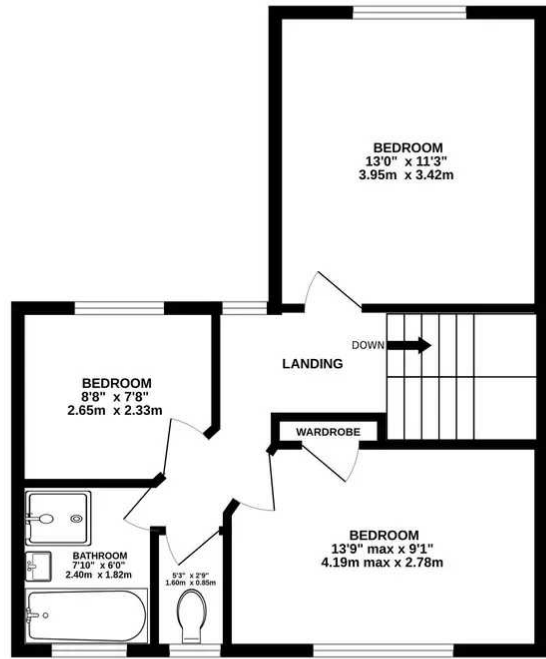 BEDROOM
13'0" x 11'3"
3.95m x 3.42m
DOWN
LANDING
BEDROOM
8'8" x 7'8"
2.65m x 2.33m
WARDROBE
BEDROOM
13'9" max x 9'1"
4.19m max x 2.78m
BATHROOM
7'10" x 6'0"
2.40m x 1.82m
5'3" x 2'9"
1.60m x 0.85m